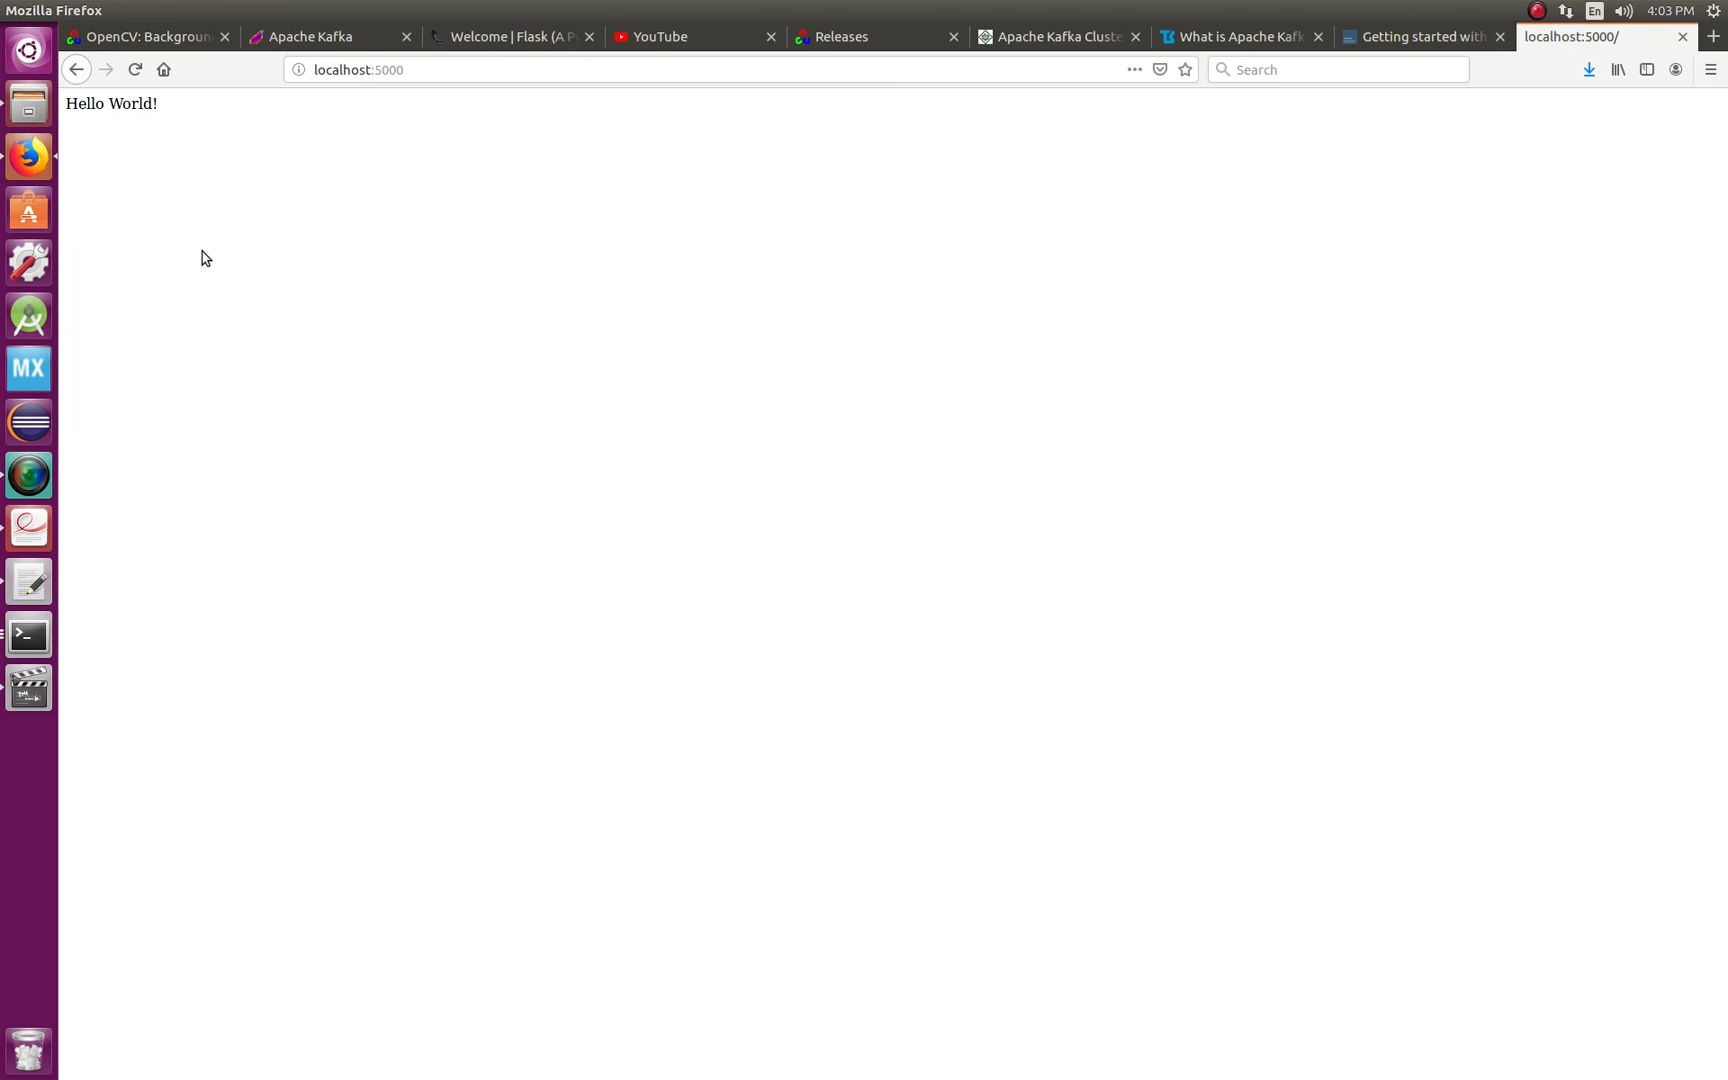 Mozilla Firefox
En
4:03 PM
OpenCV: Backgroun
Apache Kafka
Welcome | Flask (A P
YouTube
Releases
Apache Kafka Cluste
What is Apache Kafk
Getting started with
localhost:5000/
localhost:5000
Search
Hello World!
MX